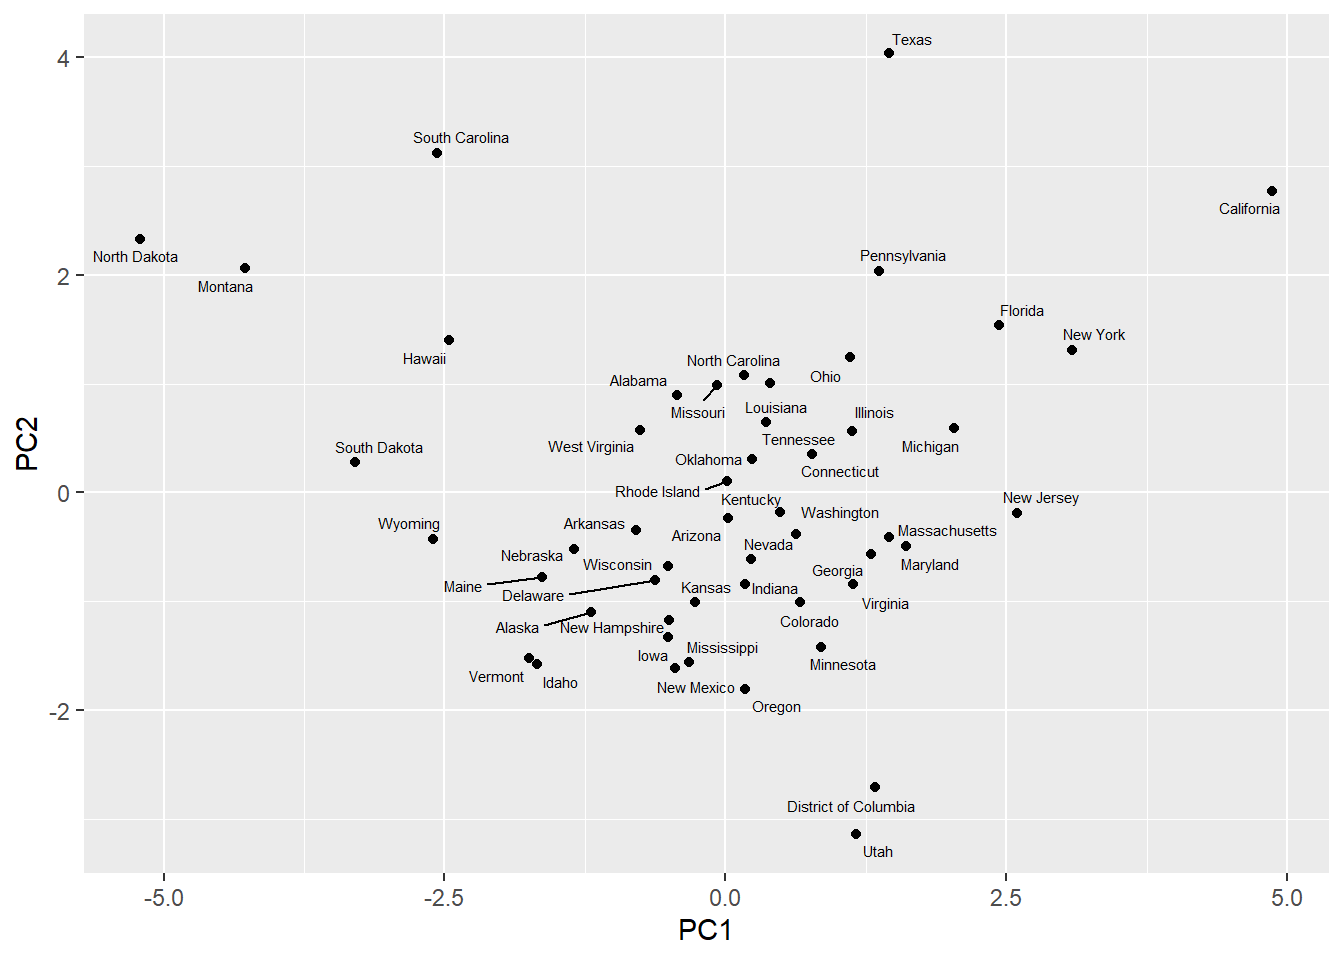 Texas
4
South Carolina
California
North Dakota
Pennsylvania
2
Montana
Florida
New York
Hawaii
North Carolina
Ohio
Alabama
Missouri
Louisiana
Illinois
Tennessee
West Virginia
Michigan
South Dakota
Oklahoma
Connecticut
PC2
0
Rhode Island
Kentucky
New Jersey
Wyoming
Arkansas
Washington
Massachusetts
Arizona
Nevada
Nebraska
Wisconsin
Georgia
Maryland
Maine
Delaware
Kansas
Indiana
Virginia
Alaska
New Hampshire
Colorado
Iowa
Mississippi
Minnesota
Vermont
Idaho
New Mexico
-2
Oregon
District of Columbia
Utah
-5.0
-2.5
0.0
2.5
5.0
PC1